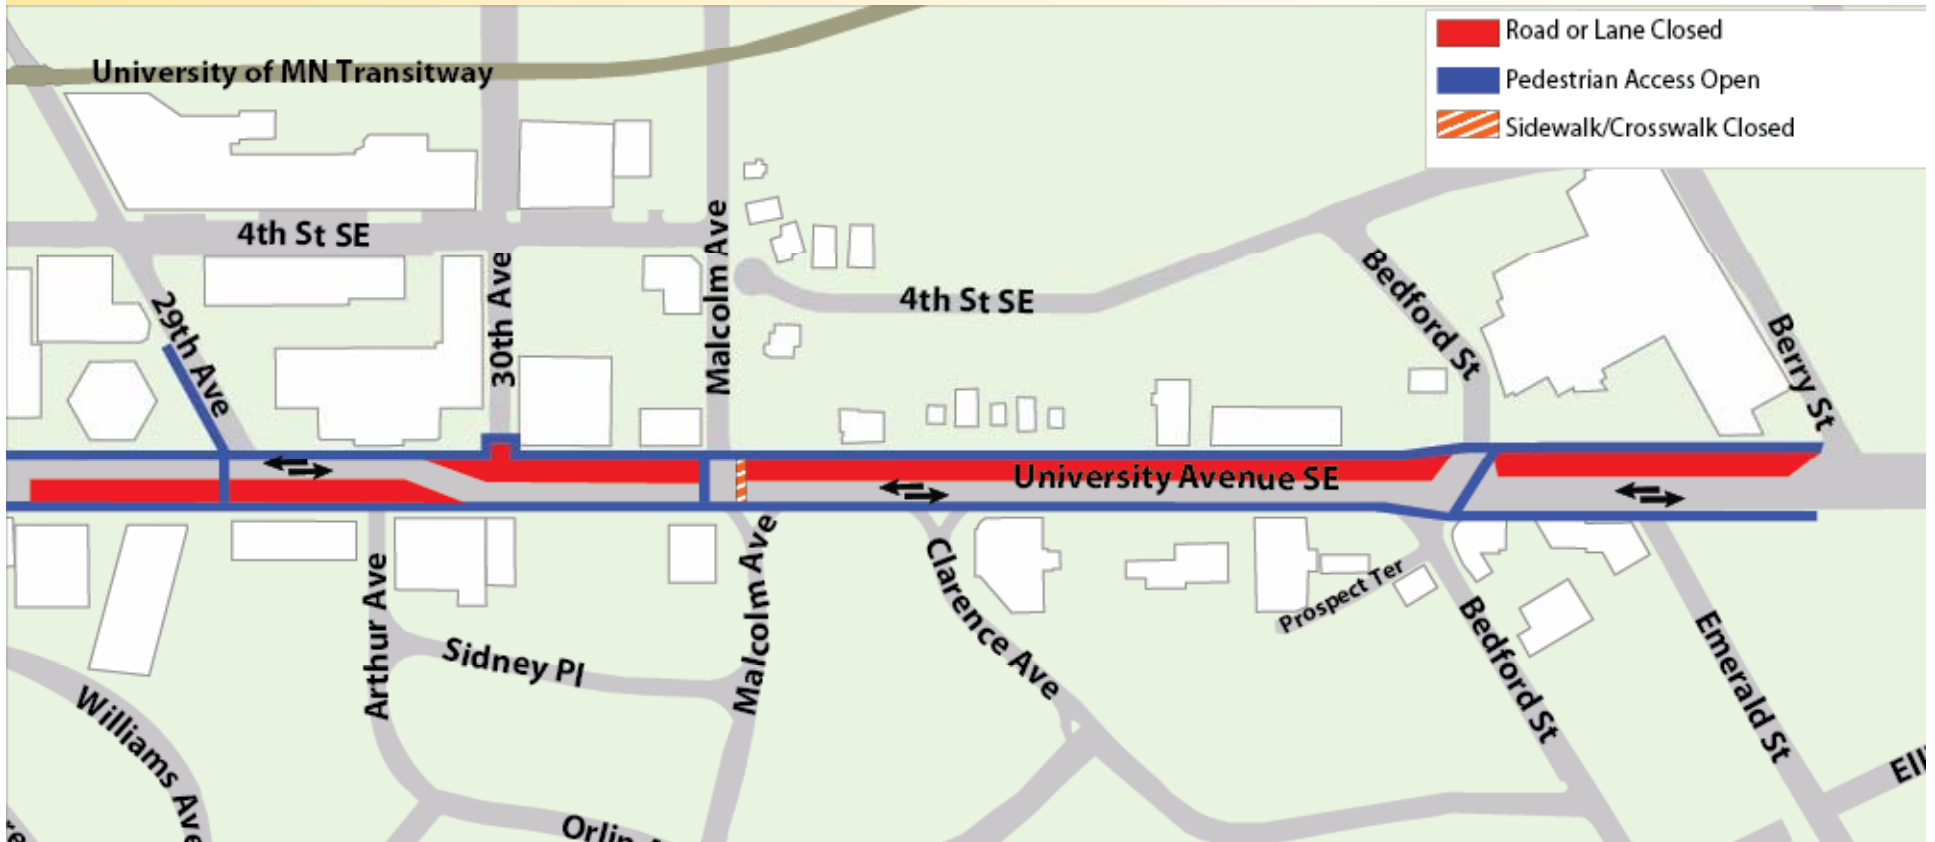 Road or Lane Closed
Pedestrian Access Open
Sidewalk/Crosswalk Closed
University of MN Transitway
4th St SE
29th Ave
30th Ave
Malcolm Ave
4th St SE
Bedford St
Berry St
University Avenue SE
Arthur Ave
Sidney Pl
Malcolm Ave
Clarence Ave
Prospect Ter
Bedford St
Emerald St
Williams Ave
Orlin